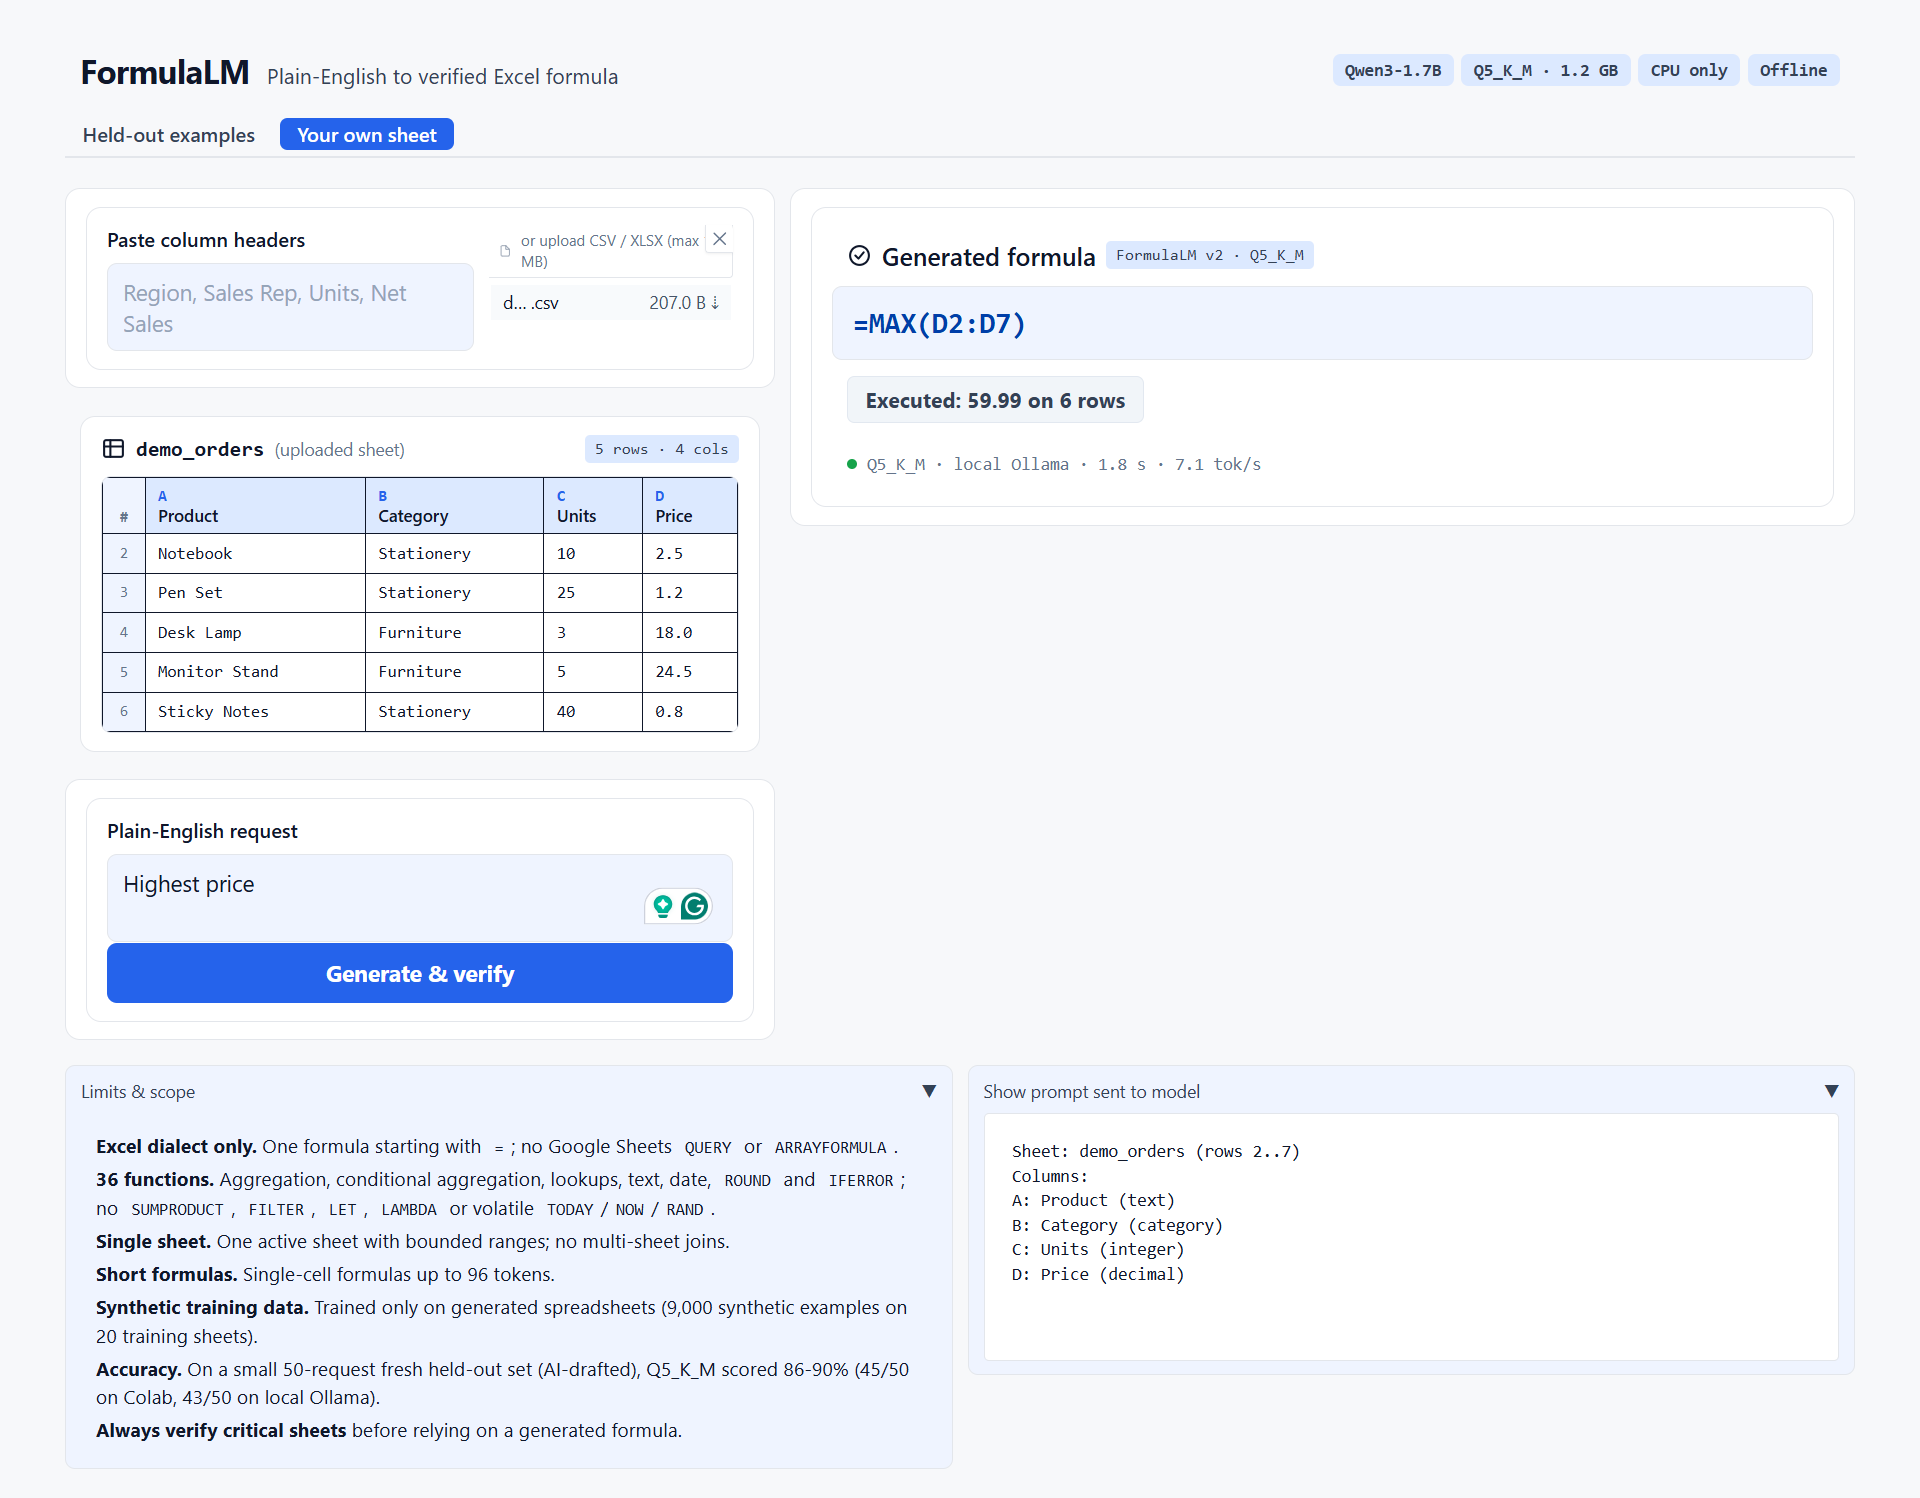 FormulaLM Plain-English to verified Excel formula
Qwen3-1.7B Q5_K_M · 1.2 GB CPU only Offline
Held-out examples Your own sheet
Paste column headers
Region, Sales Rep, Units, Net
Sales
or upload CSV / XLSX (max
MB)
d... .csv 207.0 B ↓
demo_orders (uploaded sheet) 5 rows · 4 cols
A B C D
# Product Category Units Price
2 Notebook Stationery 10 2.5
3 Pen Set Stationery 25 1.2
4 Desk Lamp Furniture 3 18.0
5 Monitor Stand Furniture 5 24.5
6 Sticky Notes Stationery 40 0.8
Plain-English request
Highest price
Generate & verify
Generated formula FormulaLM v2 · Q5_K_M
=MAX(D2:D7)
Executed: 59.99 on 6 rows
Q5_K_M · local Ollama · 1.8 s · 7.1 tok/s
Limits & scope ▼
Excel dialect only. One formula starting with = ; no Google Sheets QUERY or ARRAYFORMULA .
36 functions. Aggregation, conditional aggregation, lookups, text, date, ROUND and IFERROR ;
no SUMPRODUCT , FILTER , LET , LAMBDA or volatile TODAY / NOW / RAND .
Single sheet. One active sheet with bounded ranges; no multi-sheet joins.
Short formulas. Single-cell formulas up to 96 tokens.
Synthetic training data. Trained only on generated spreadsheets (9,000 synthetic examples on
20 training sheets).
Accuracy. On a small 50-request fresh held-out set (AI-drafted), Q5_K_M scored 86-90% (45/50
on Colab, 43/50 on local Ollama).
Always verify critical sheets before relying on a generated formula.
Show prompt sent to model ▼
Sheet: demo_orders (rows 2..7)
Columns:
A: Product (text)
B: Category (category)
C: Units (integer)
D: Price (decimal)